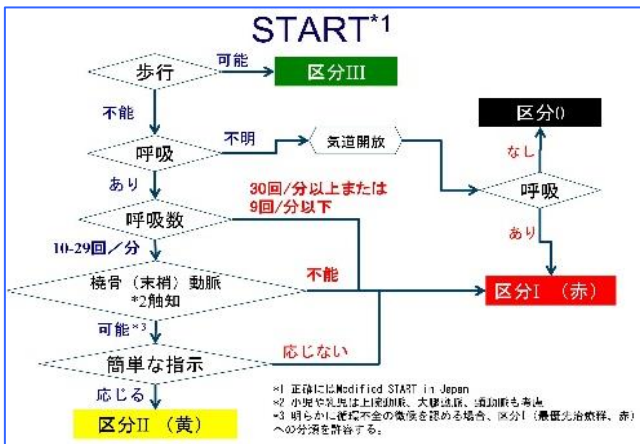 START*1
歩行
可能
区分III
不能
呼吸
不明
気道開放
区分0
なし
呼吸
あり
あり
呼吸数
30回/分以上または
9回/分以下
10-29回/分
橈骨（末梢）動脈
*2触知
不能
区分I （赤）
可能*3
簡単な指示
応じない
応じる
区分II （黄）
*1 正確にはModified START in Japan
*2 小児や乳児は上腕動脈、大腿動脈、頸動脈も考慮
*3 明らかに循環不全の徴候を認める場合、区分I（最優先治療群、赤）
への分類を許容する。